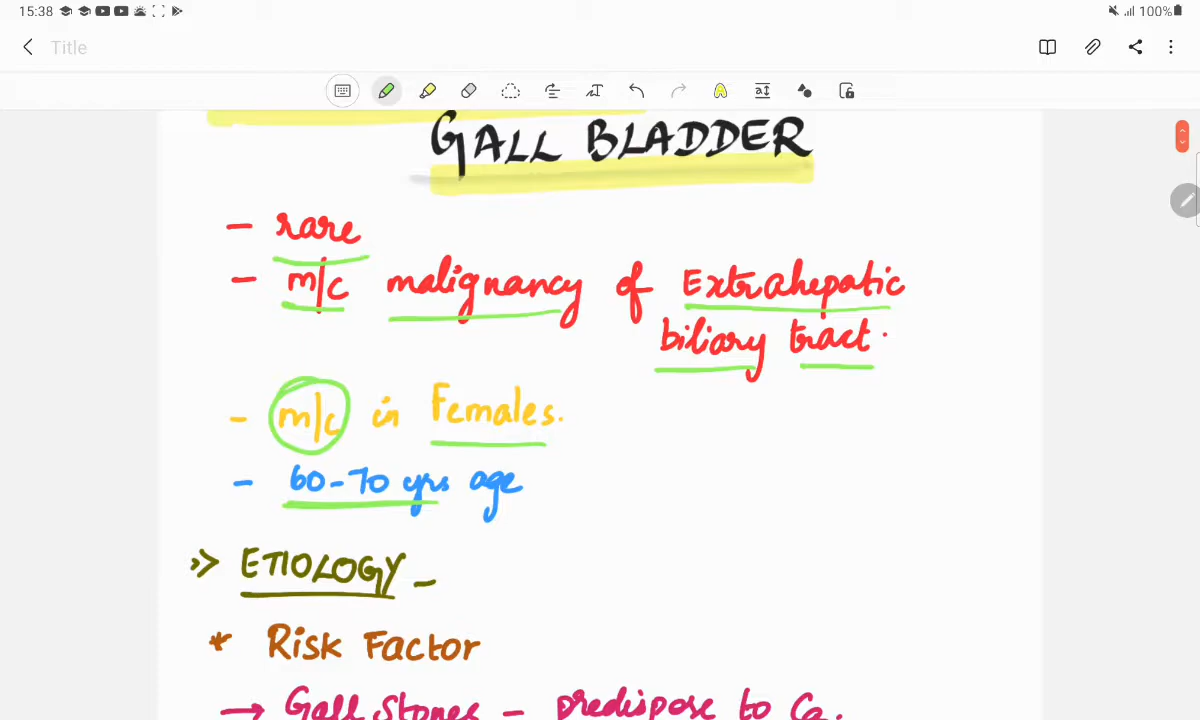 15:38
100%
Title
GALL BLADDER
- rare
- m/c malignancy of Extrahepatic
biliary tract.
- m/c in Females.
- 60-70 yrs age
>> ETIOLOGY -
* Risk Factor
→ Gall Stones - predispose to Ca.